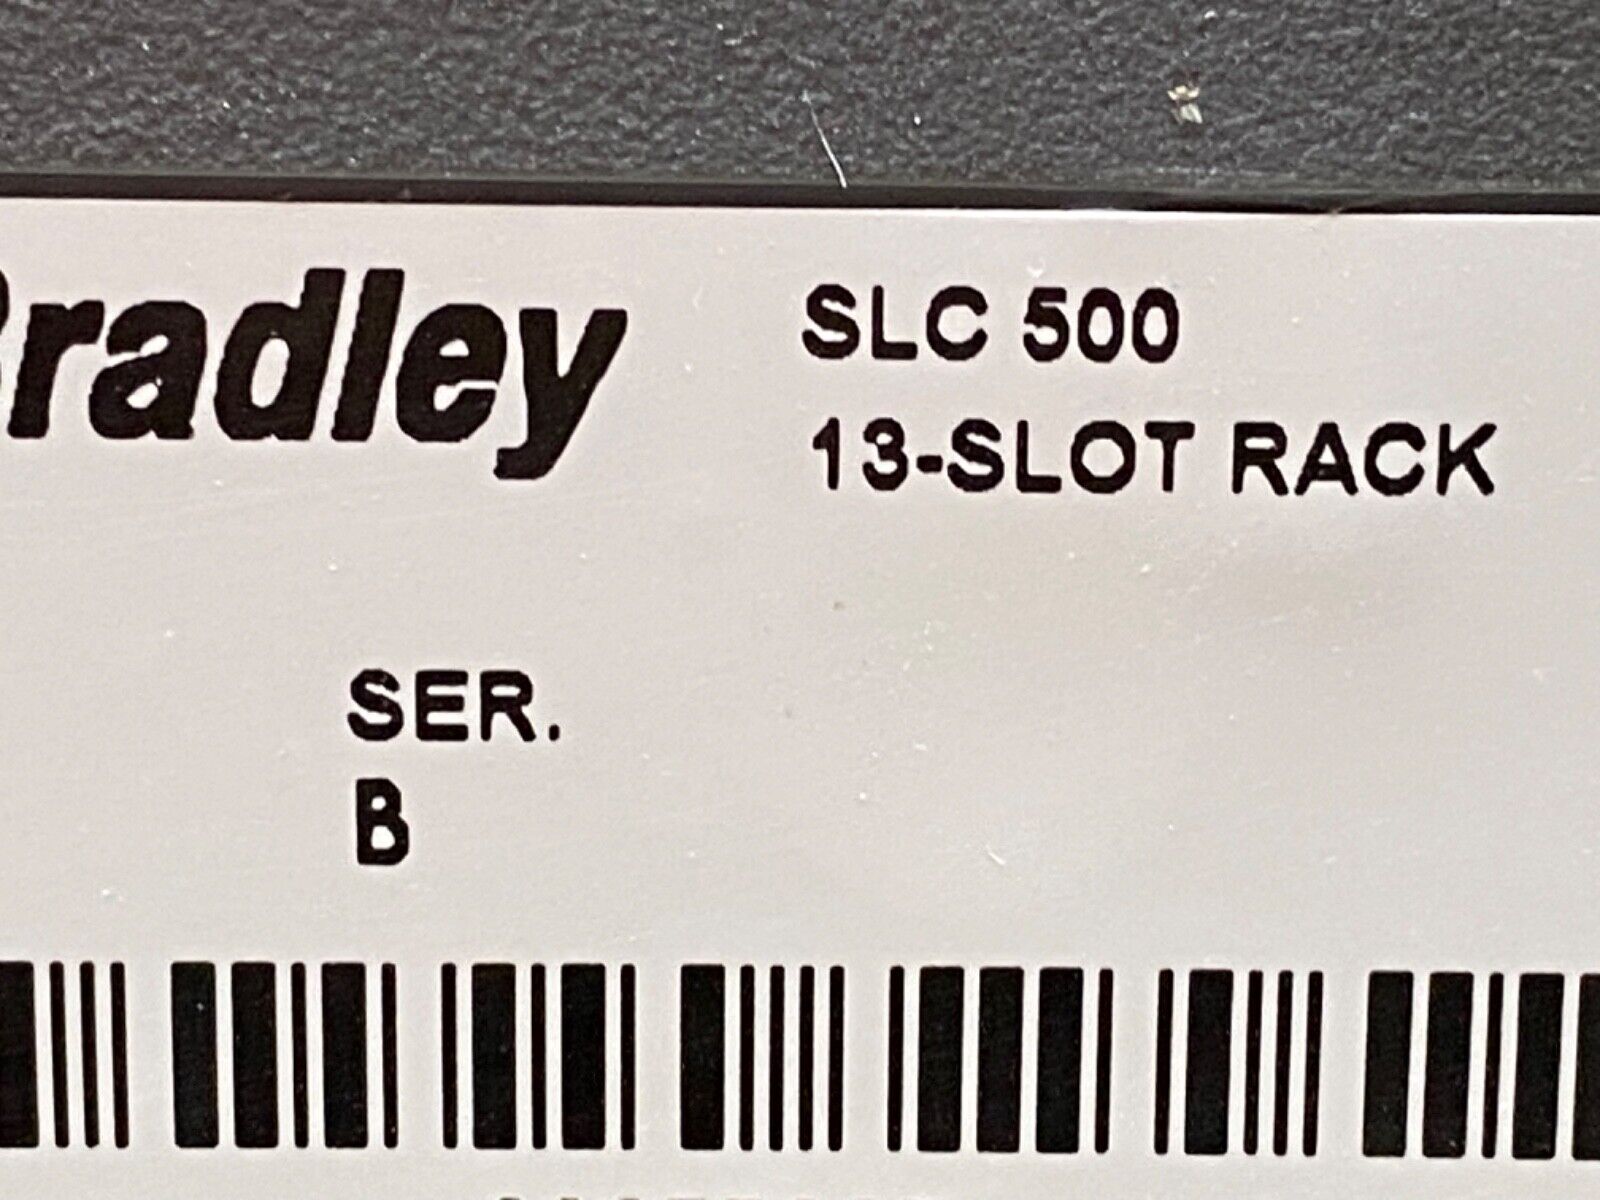 Bradley
SLC 500
13-SLOT RACK
SER.
B